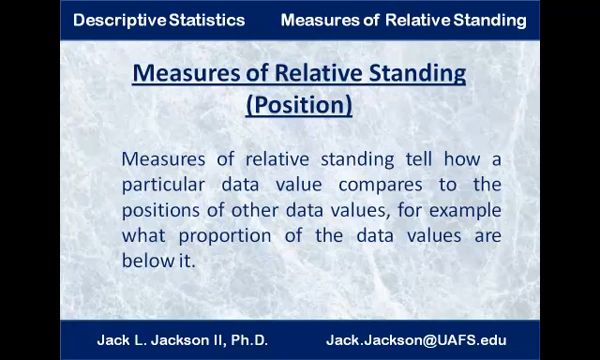 Descriptive Statistics Measures of Relative Standing
Measures of Relative Standing
(Position)
Measures of relative standing tell how a
particular data value compares to the
positions of other data values, for example
what proportion of the data values are
below it.
Jack L. Jackson II, Ph.D. Jack.Jackson@UAFS.edu